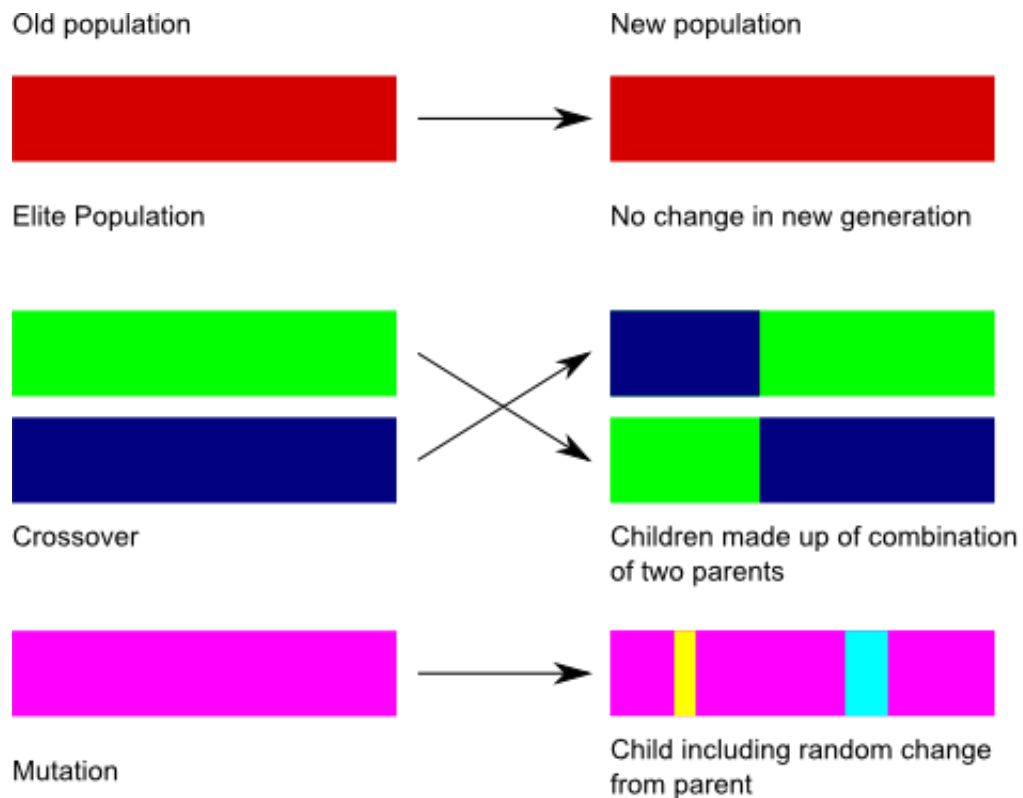 Old population
New population
Elite Population
No change in new generation
Crossover
Children made up of combination
of two parents
Mutation
Child including random change
from parent